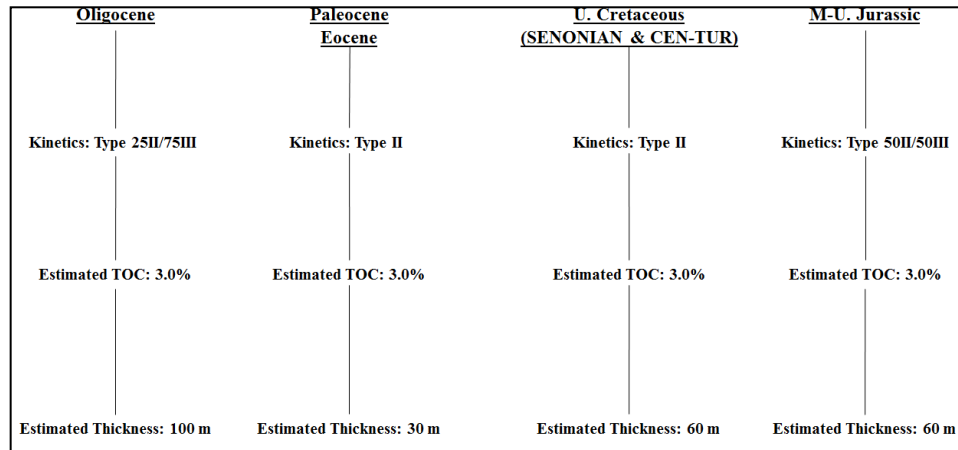 Oligocene
Kinetics: Type 25II/75III
Estimated TOC: 3.0%
Estimated Thickness: 100 m
Paleocene
Eocene
Kinetics: Type II
Estimated TOC: 3.0%
Estimated Thickness: 30 m
U. Cretaceous
(SENONIAN & CEN-TUR)
Kinetics: Type II
Estimated TOC: 3.0%
Estimated Thickness: 60 m
M-U. Jurassic
Kinetics: Type 50II/50III
Estimated TOC: 3.0%
Estimated Thickness: 60 m